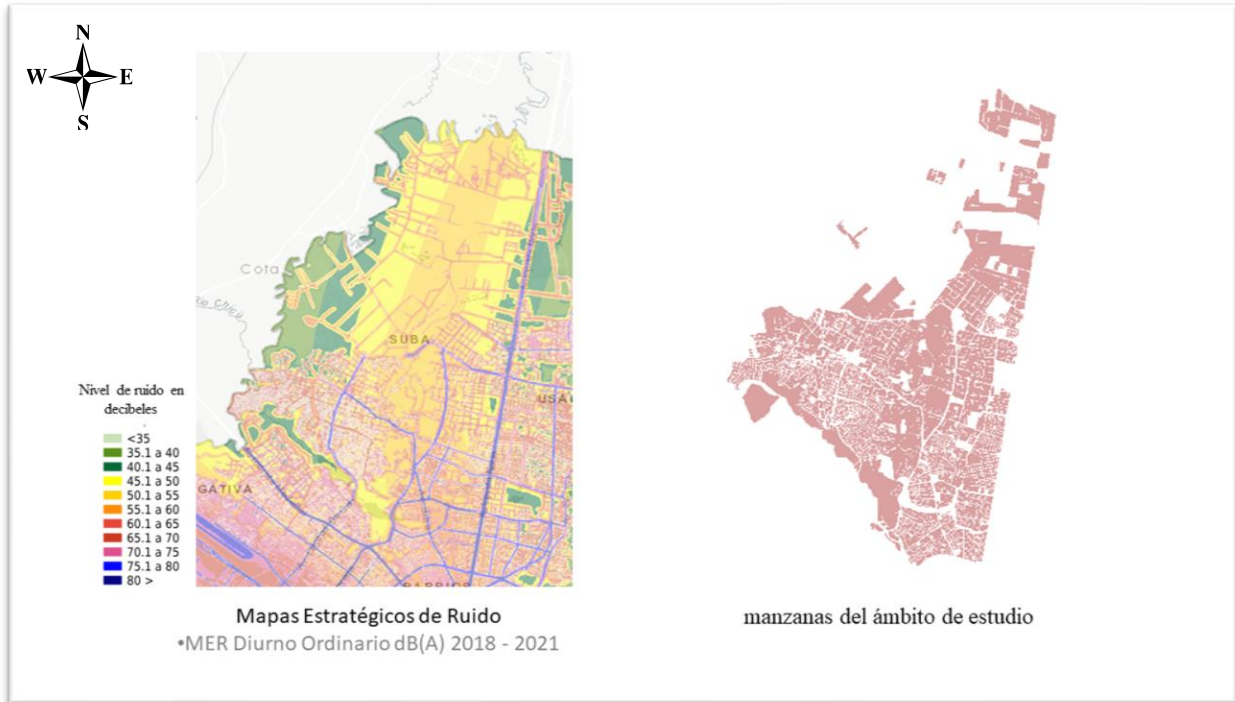 N
W E
S
Cota
SUBA
GATIVA
Nivel de ruido en
decibeles
<35
35.1 a 40
40.1 a 45
45.1 a 50
50.1 a 55
55.1 a 60
60.1 a 65
65.1 a 70
70.1 a 75
75.1 a 80
80 >
Mapas Estratégicos de Ruido
•MER Diurno Ordinario dB(A) 2018 - 2021
manzanas del ámbito de estudio